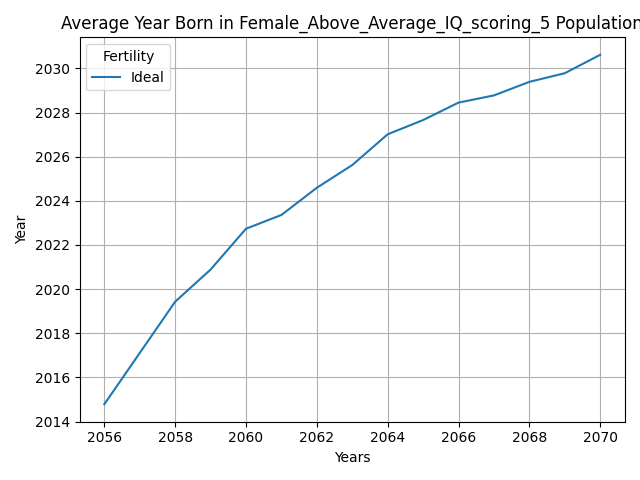 Average Year Born in Female_Above_Average_IQ_scoring_5 Population
Fertility
Ideal
2030
2028
2026
2024
2022
2020
2018
2016
2014
Year
2056 2058 2060 2062 2064 2066 2068 2070
Years